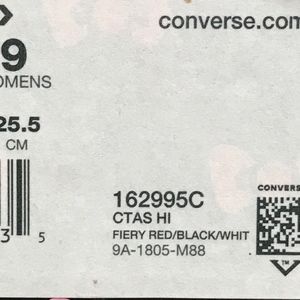 converse.com
9
OMENS
25.5
CM
3 5
162995C
CTAS HI
FIERY RED/BLACK/WHIT
9A-1805-M88
CONVERS